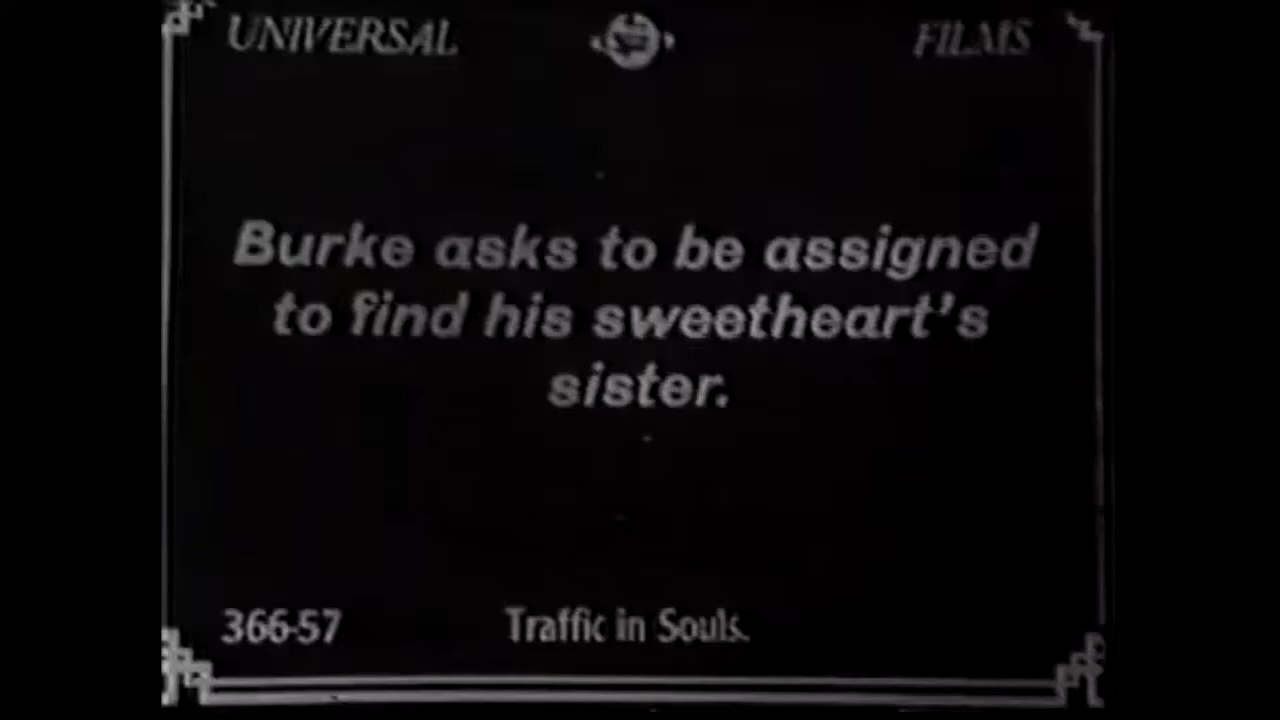 UNIVERSAL FILMS
Burke asks to be assigned
to find his sweetheart's
sister.
366-57 Traffic in Souls.